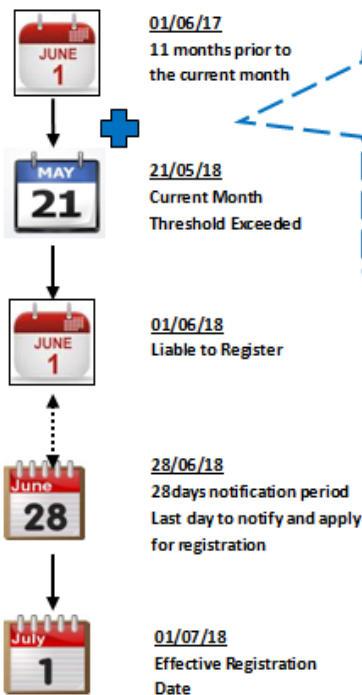 JUNE
1
01/06/17
11 months prior to
the current month
MAY
21
21/05/18
Current Month
Threshold Exceeded
JUNE
1
01/06/18
Liable to Register
June
28
28/06/18
28days notification period
Last day to notify and apply
for registration
July
1
01/07/18
Effective Registration
Date